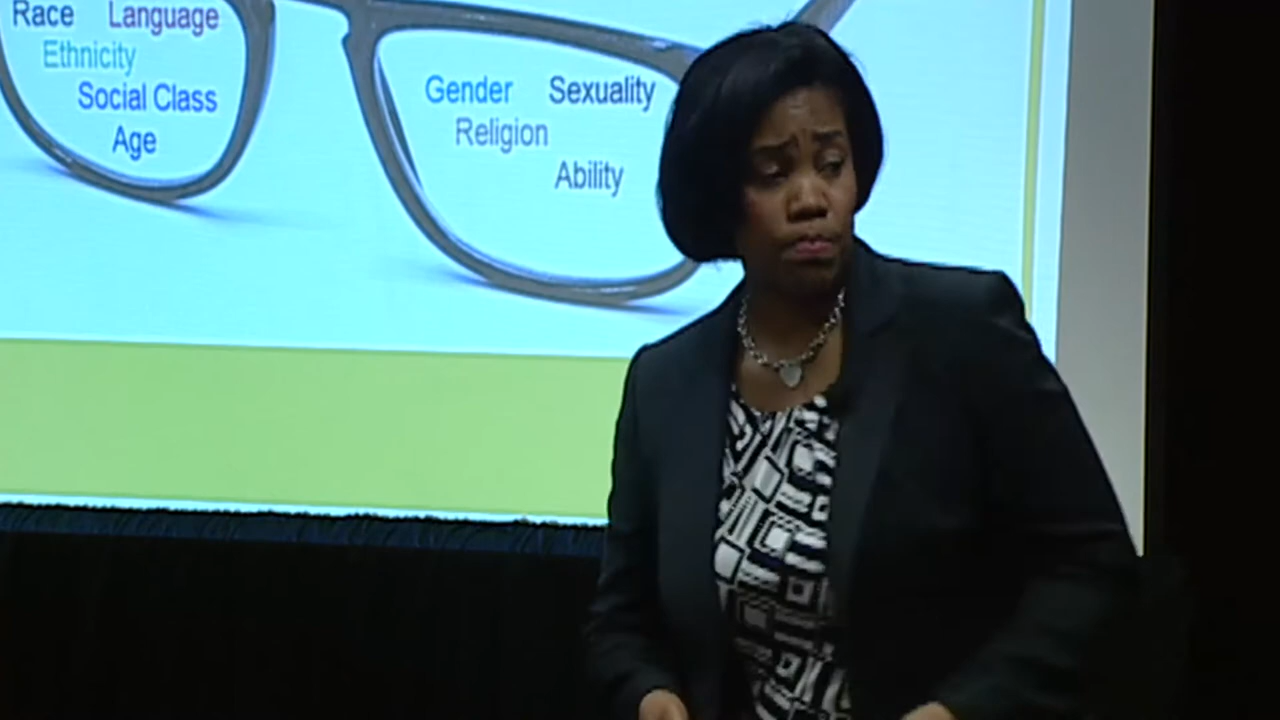 Race Language
Ethnicity
Social Class
Age
Gender Sexuality
Religion
Ability